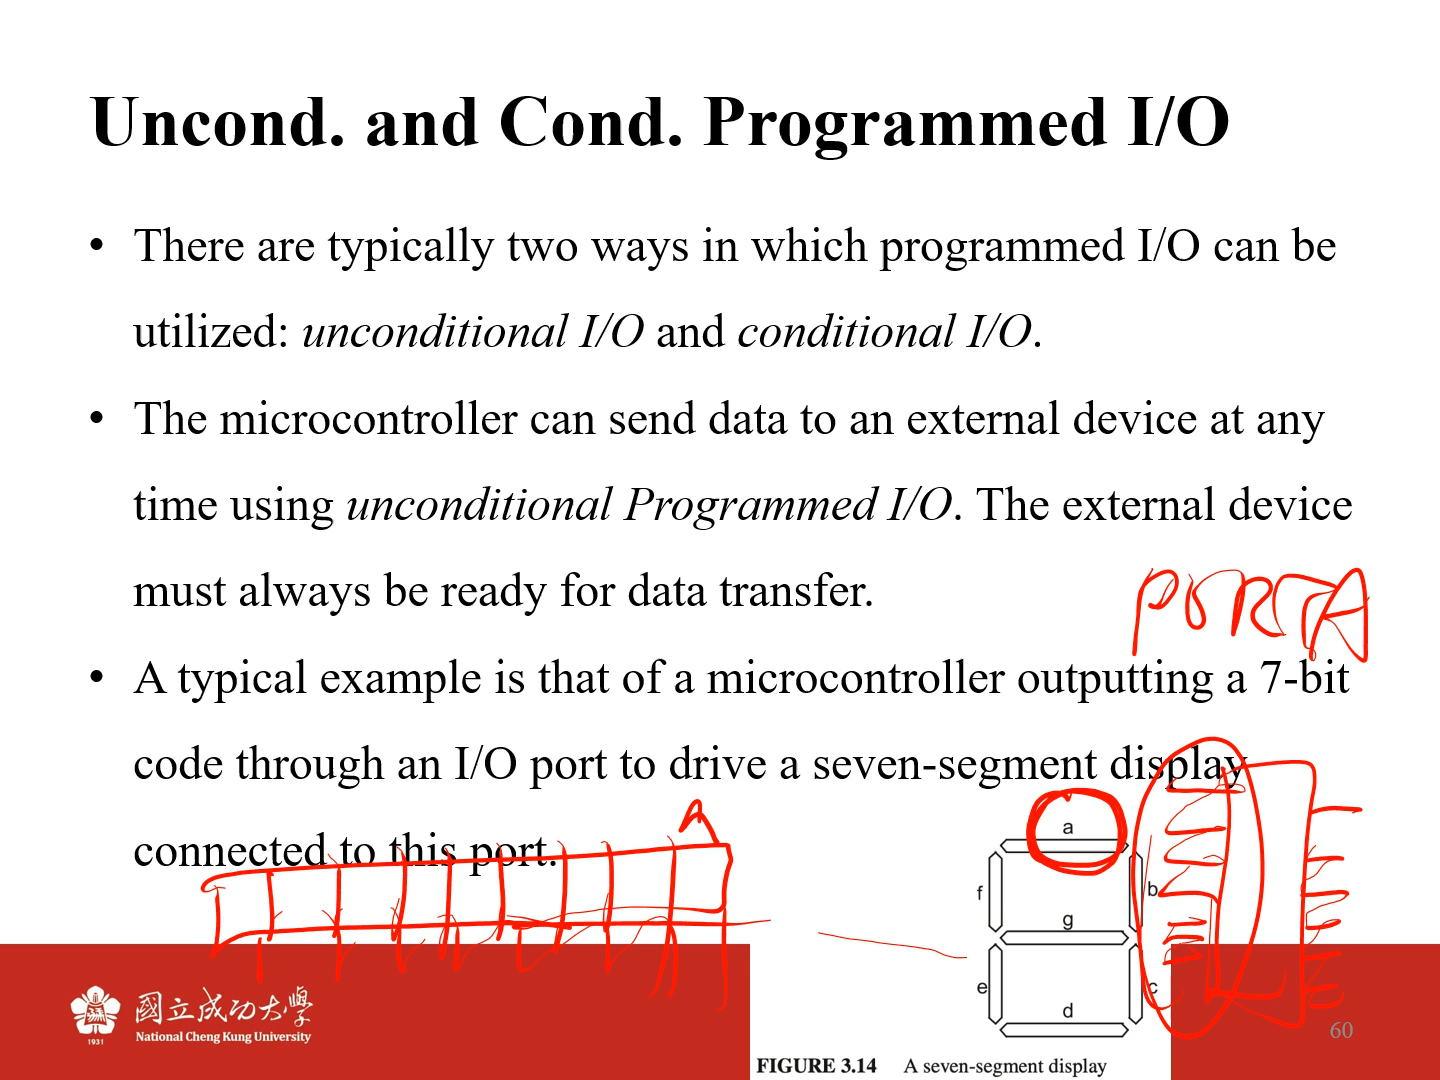 Uncond. and Cond. Programmed I/O
• There are typically two ways in which programmed I/O can be
utilized: unconditional I/O and conditional I/O.
• The microcontroller can send data to an external device at any
time using unconditional Programmed I/O. The external device
must always be ready for data transfer.
PORTA
• A typical example is that of a microcontroller outputting a 7-bit
code through an I/O port to drive a seven-segment display
connected to this port.
A
a
f
b
g
e
c
d
國立成功大學
National Cheng Kung University
1931
60
FIGURE 3.14 A seven-segment display